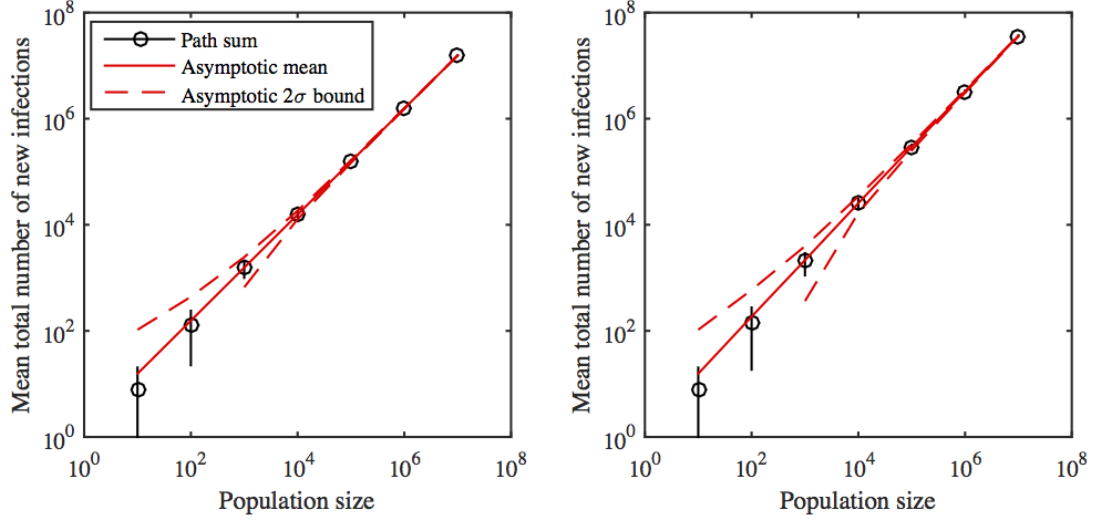 Mean total number of new infections
10^8
10^6
10^4
10^2
10^0
Path sum
Asymptotic mean
Asymptotic 2σ bound
10^0 10^2 10^4 10^6 10^8
Population size
Mean total number of new infections
10^8
10^6
10^4
10^2
10^0
10^0 10^2 10^4 10^6 10^8
Population size